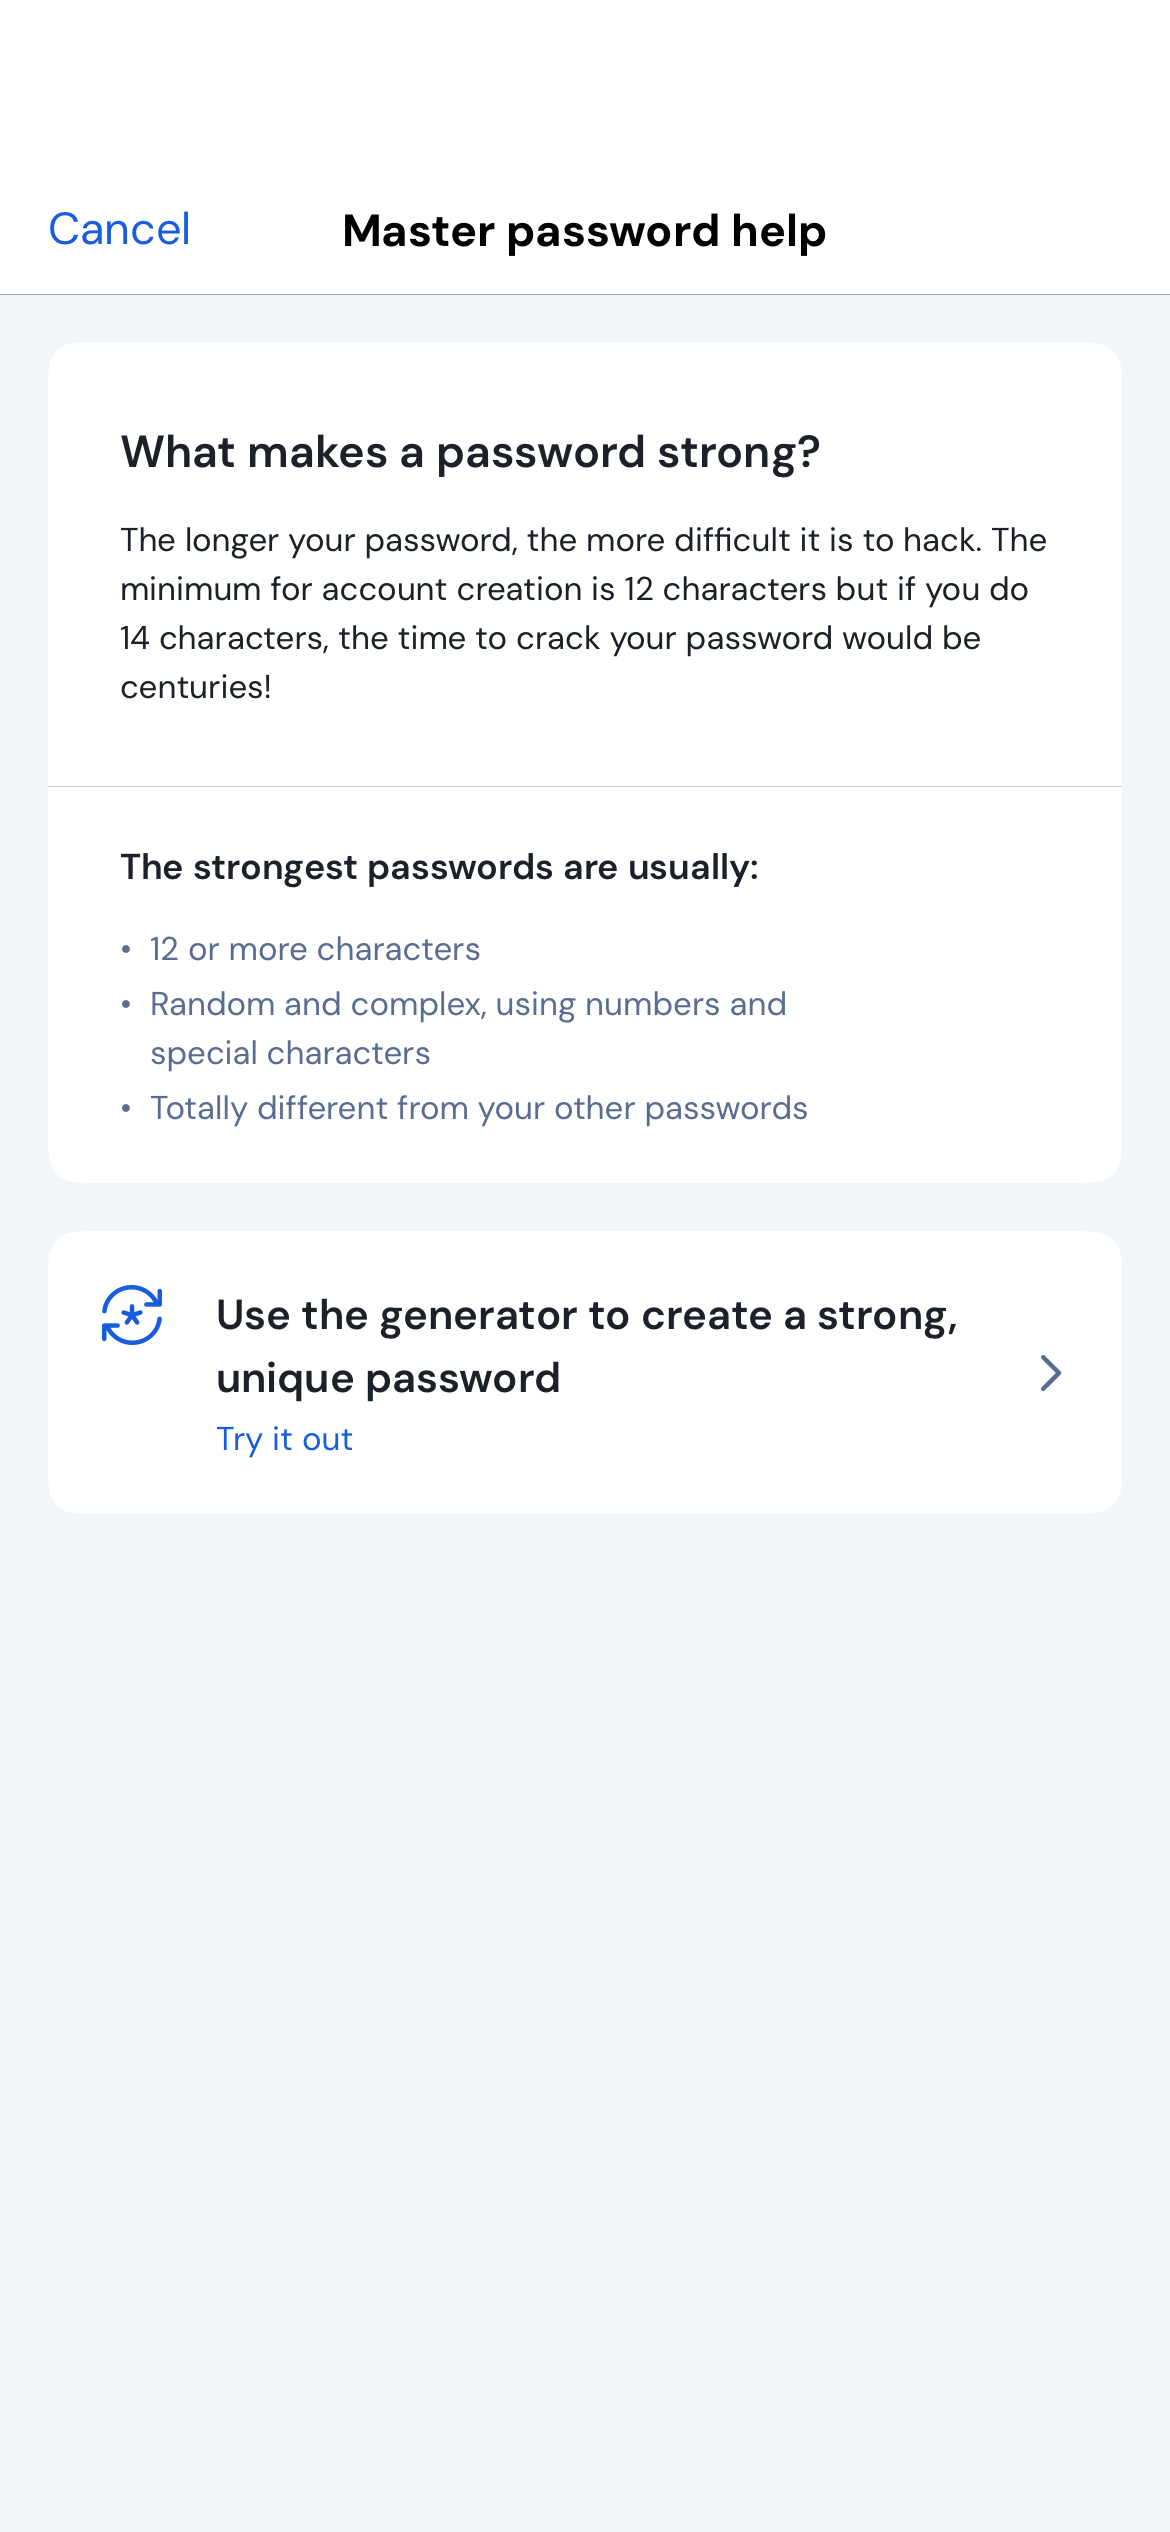 Cancel
Master password help
What makes a password strong?
The longer your password, the more difficult it is to hack. The
minimum for account creation is 12 characters but if you do
14 characters, the time to crack your password would be
centuries!
The strongest passwords are usually:
• 12 or more characters
• Random and complex, using numbers and
special characters
• Totally different from your other passwords
Use the generator to create a strong,
unique password
Try it out